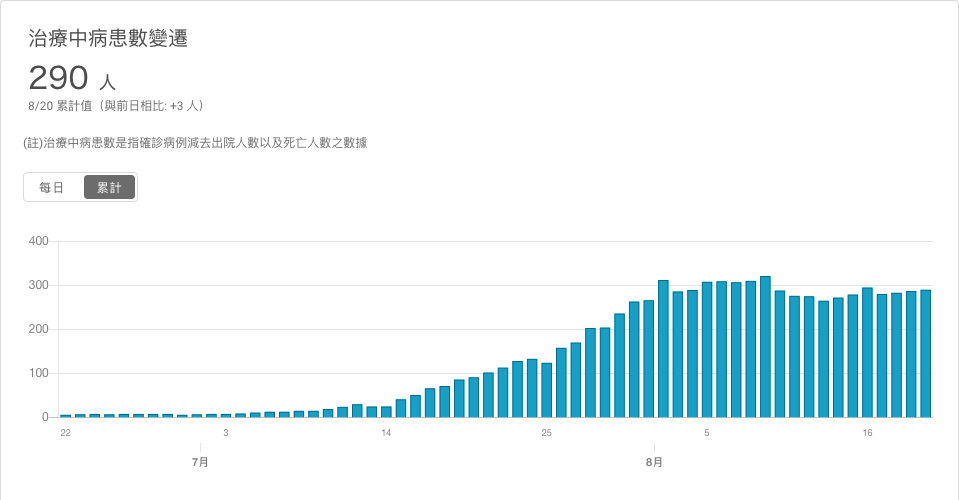 治療中病患數變遷
290 人
8/20 累計值（與前日相比: +3 人）
(註)治療中病患數是指確診病例減去出院人數以及死亡人數之數據
每日 累計
400
300
200
100
0
22 3 14 25 5 16
7月 8月